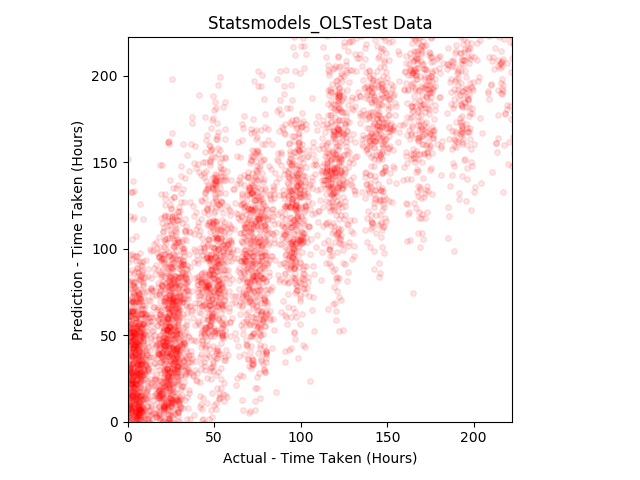 Statsmodels_OLSTest Data
Prediction - Time Taken (Hours)
200
150
100
50
0
0 50 100 150 200
Actual - Time Taken (Hours)